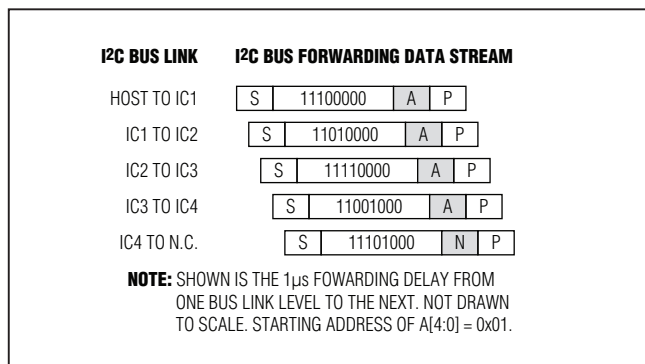 I2C BUS LINK I2C BUS FORWARDING DATA STREAM
HOST TO IC1 S 11100000 A P
IC1 TO IC2 S 11010000 A P
IC2 TO IC3 S 11110000 A P
IC3 TO IC4 S 11001000 A P
IC4 TO N.C. S 11101000 N P
NOTE: SHOWN IS THE 1µs FOWARDING DELAY FROM
ONE BUS LINK LEVEL TO THE NEXT. NOT DRAWN
TO SCALE. STARTING ADDRESS OF A[4:0] = 0x01.